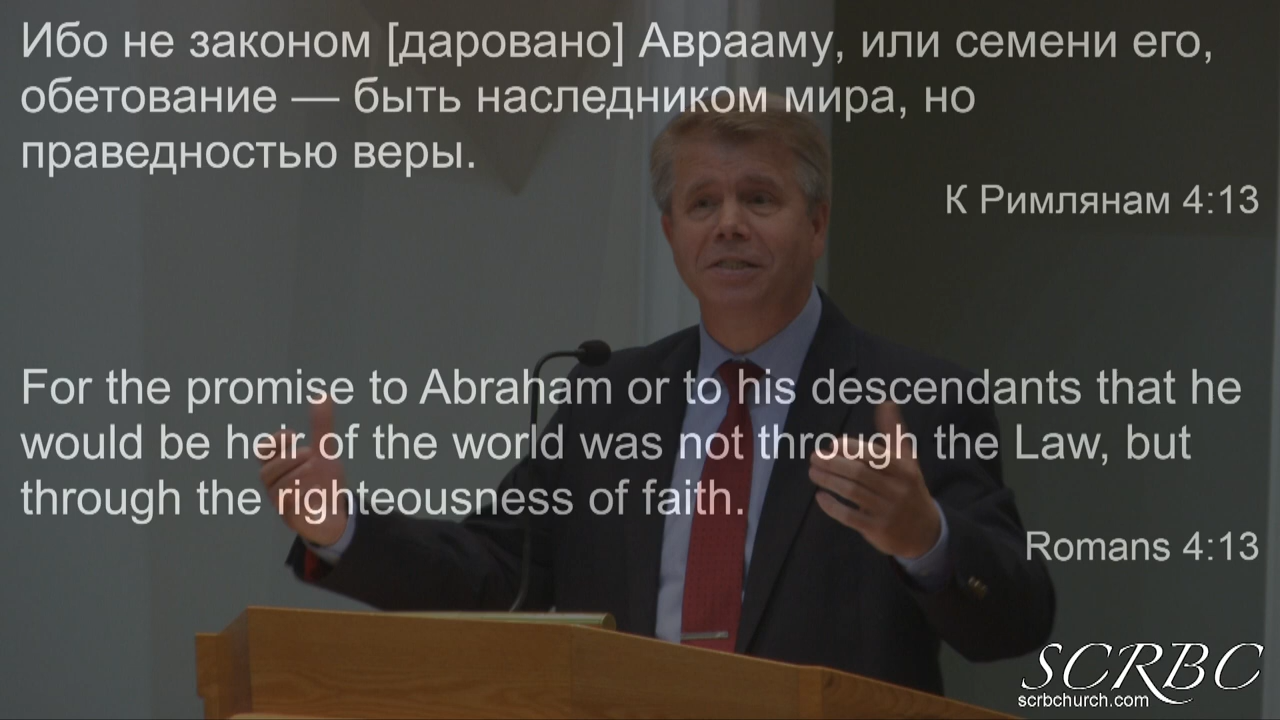 Ибо не законом [даровано] Аврааму, или семени его,
обетование — быть наследником мира, но
праведностью веры.
К Римлянам 4:13
For the promise to Abraham or to his descendants that he
would be heir of the world was not through the Law, but
through the righteousness of faith.
Romans 4:13
SCRBC
scrbchurch.com